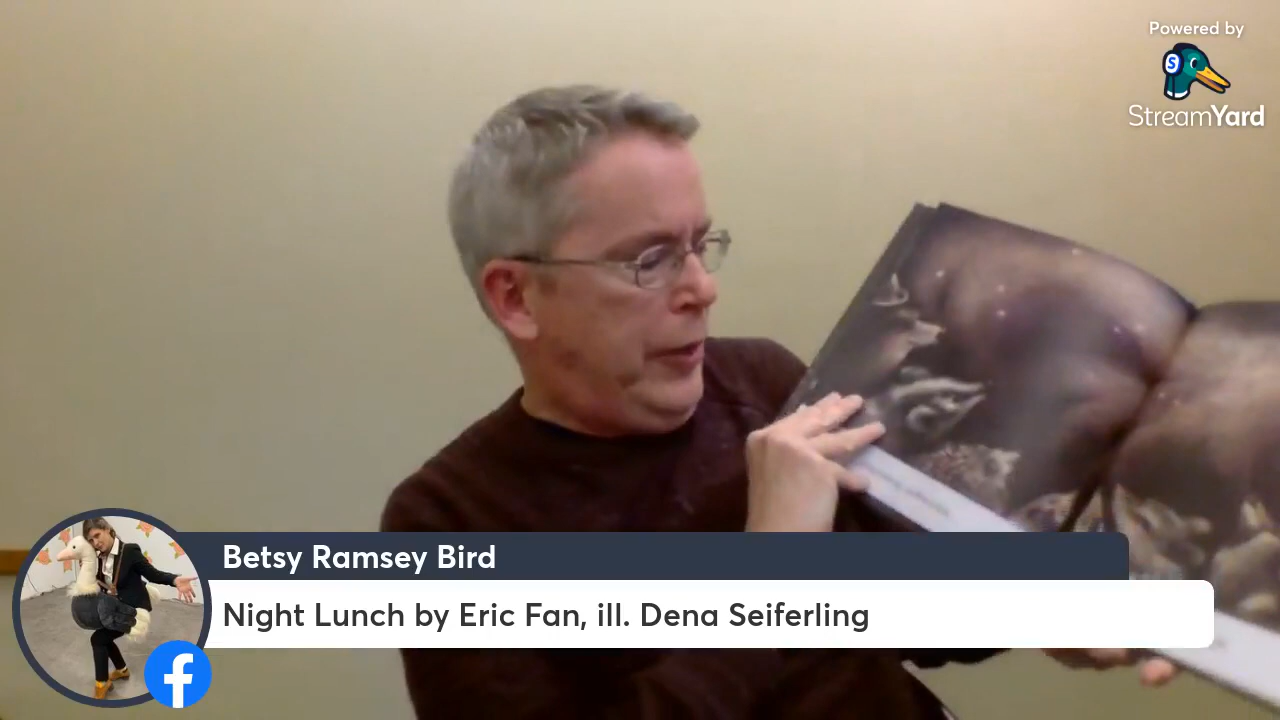 Powered by
StreamYard
Betsy Ramsey Bird
Night Lunch by Eric Fan, ill. Dena Seiferling